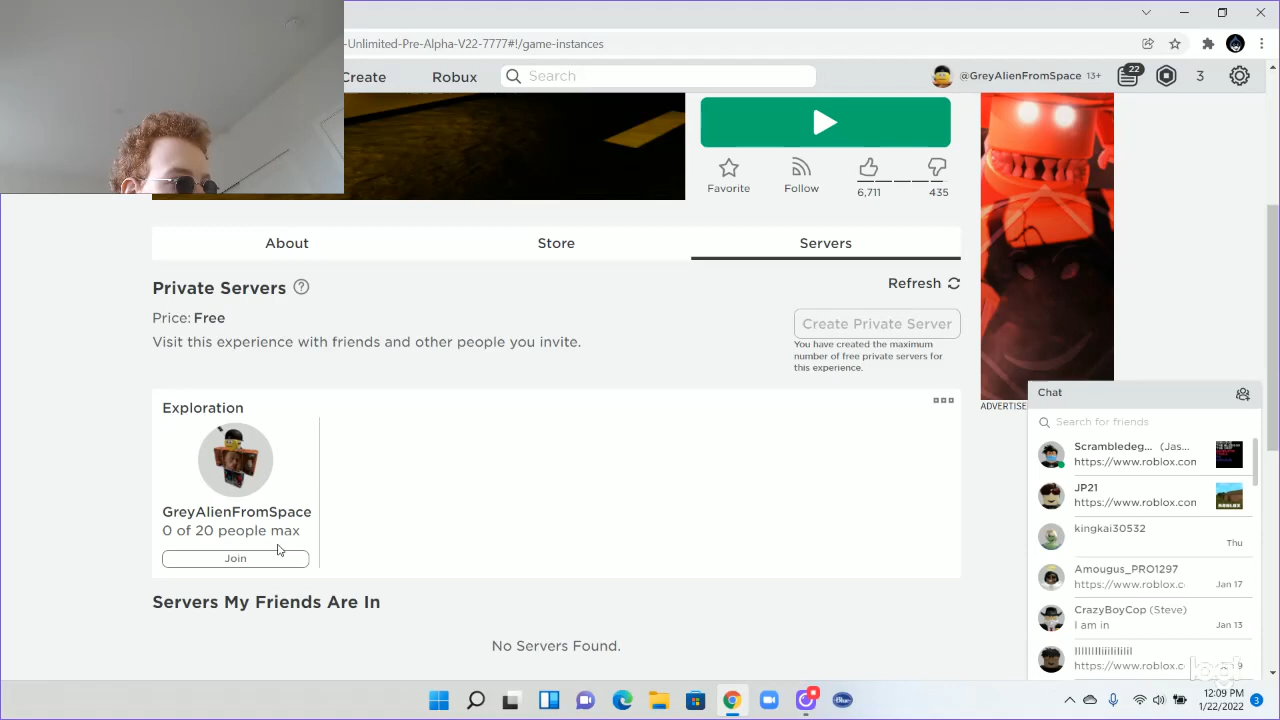 -Unlimited-Pre-Alpha-V22-7777#!/game-instances
Create
Robux
Search
@GreyAlienFromSpace 13+
22
3
Favorite
Follow
6,711
435
About
Store
Servers
Private Servers ?
Refresh
Price: Free
Create Private Server
Visit this experience with friends and other people you invite.
You have created the maximum
number of free private servers for
this experience.
Exploration
GreyAlienFromSpace
0 of 20 people max
Join
Servers My Friends Are In
No Servers Found.
ADVERTISE
Chat
Search for friends
Scrambledeg... (Jas...
https://www.roblox.con
JP21
https://www.roblox.con
ROBLOX
kingkai30532
Thu
Amougus_PRO1297
https://www.roblox.c
Jan 17
CrazyBoyCop (Steve)
I am in
Jan 13
https://www.roblox.c
9
logi
Blue
12:09 PM
1/22/2022
3